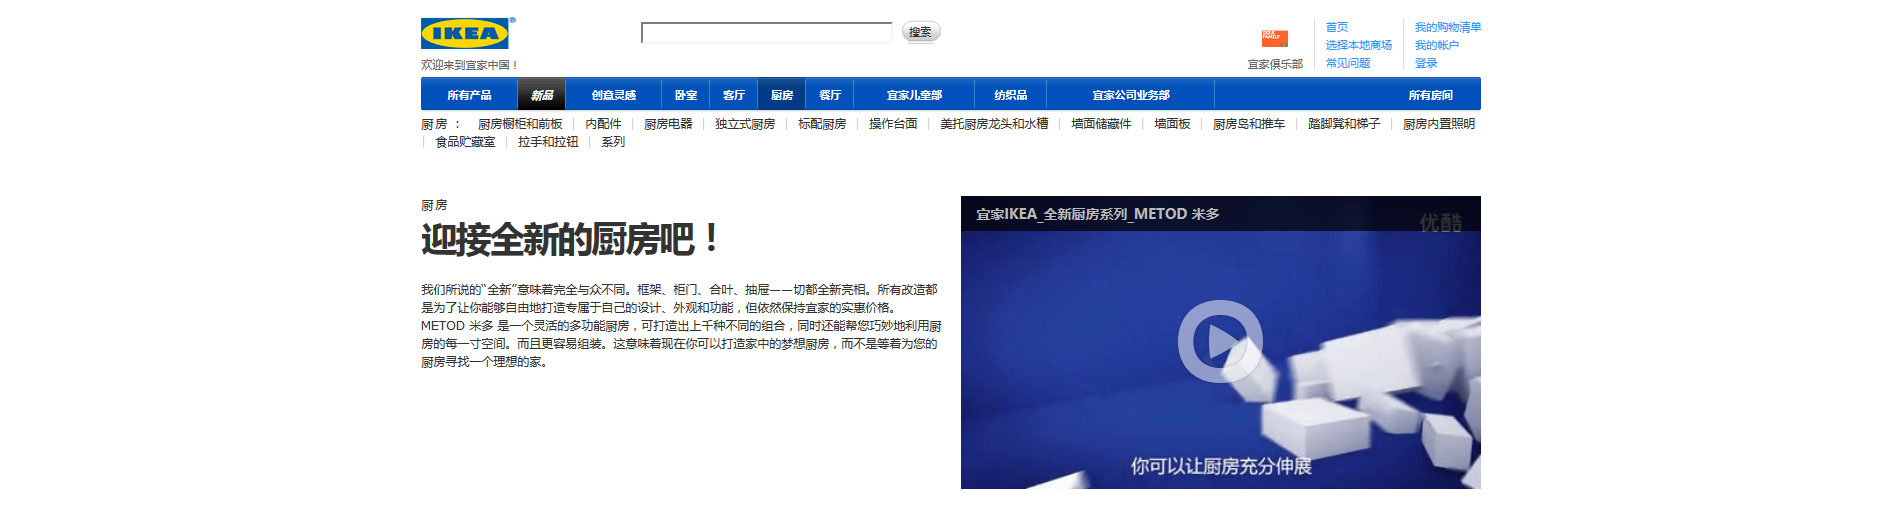 IKEA®
搜索
IKEA FAMILY
首页
我的购物清单
选择本地商场
我的帐户
欢迎来到宜家中国！
宜家俱乐部
常见问题
登录
所有产品 新品 创意灵感 卧室 客厅 厨房 餐厅 宜家儿童部 纺织品 宜家公司业务部 所有房间
厨房： 厨房橱柜和前板 | 内配件 | 厨房电器 | 独立式厨房 | 标配厨房 | 操作台面 | 美托厨房龙头和水槽 | 墙面储藏件 | 墙面板 | 厨房岛和推车 | 踏脚凳和梯子 | 厨房内置照明
| 食品贮藏室 | 拉手和拉钮 | 系列
厨房
迎接全新的厨房吧！
我们所说的“全新”意味着完全与众不同。框架、柜门、合叶、抽屉——切都全新亮相。所有改造都
是为了让你能够自由地打造专属于自己的设计、外观和功能，但依然保持宜家的实惠价格。
METOD 米多 是一个灵活的多功能厨房，可打造出上千种不同的组合，同时还能帮您巧妙地利用厨
房的每一寸空间。而且更容易组装。这意味着现在你可以打造家中的梦想厨房，而不是等着为您的
厨房寻找一个理想的家。
宜家IKEA_全新厨房系列_METOD 米多
优酷
你可以让厨房充分伸展